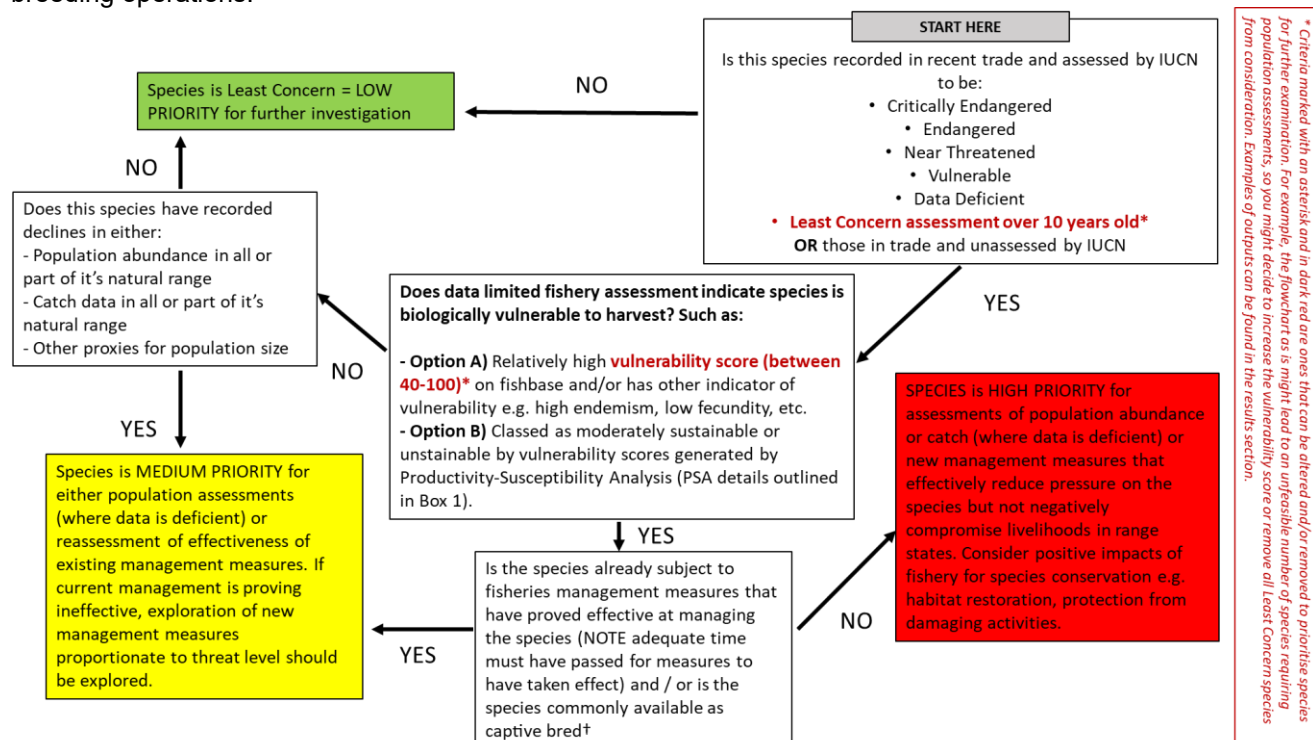 breeding operations.
START HERE
Is this species recorded in recent trade and assessed by IUCN
to be:
• Critically Endangered
• Endangered
• Near Threatened
• Vulnerable
• Data Deficient
• Least Concern assessment over 10 years old*
OR those in trade and unassessed by IUCN
NO
Species is Least Concern = LOW
PRIORITY for further investigation
NO
Does this species have recorded
declines in either:
- Population abundance in all or
part of it's natural range
- Catch data in all or part of it's
natural range
- Other proxies for population size
YES
Does data limited fishery assessment indicate species is
biologically vulnerable to harvest? Such as:
- Option A) Relatively high vulnerability score (between
40-100)* on fishbase and/or has other indicator of
vulnerability e.g. high endemism, low fecundity, etc.
- Option B) Classed as moderately sustainable or
unstainable by vulnerability scores generated by
Productivity-Susceptibility Analysis (PSA details outlined
in Box 1).
NO
YES
Species is MEDIUM PRIORITY for
either population assessments
(where data is deficient) or
reassessment of effectiveness of
existing management measures. If
current management is proving
ineffective, exploration of new
management measures
proportionate to threat level should
be explored.
YES
Is the species already subject to
fisheries management measures that
have proved effective at managing
the species (NOTE adequate time
must have passed for measures to
have taken effect) and / or is the
species commonly available as
captive bred†
YES
NO
SPECIES is HIGH PRIORITY for
assessments of population abundance
or catch (where data is deficient) or
new management measures that
effectively reduce pressure on the
species but not negatively
compromise livelihoods in range
states. Consider positive impacts of
fishery for species conservation e.g.
habitat restoration, protection from
damaging activities.
* Criteria marked with an asterisk and in dark red are ones that can be altered and/or removed to prioritise species
for further examination. For example, the flowchart as is might lead to an unfeasible number of species requiring
population assessments, so you might decide to increase the vulnerability score or remove all Least Concern species
from consideration. Examples of outputs can be found in the results section.